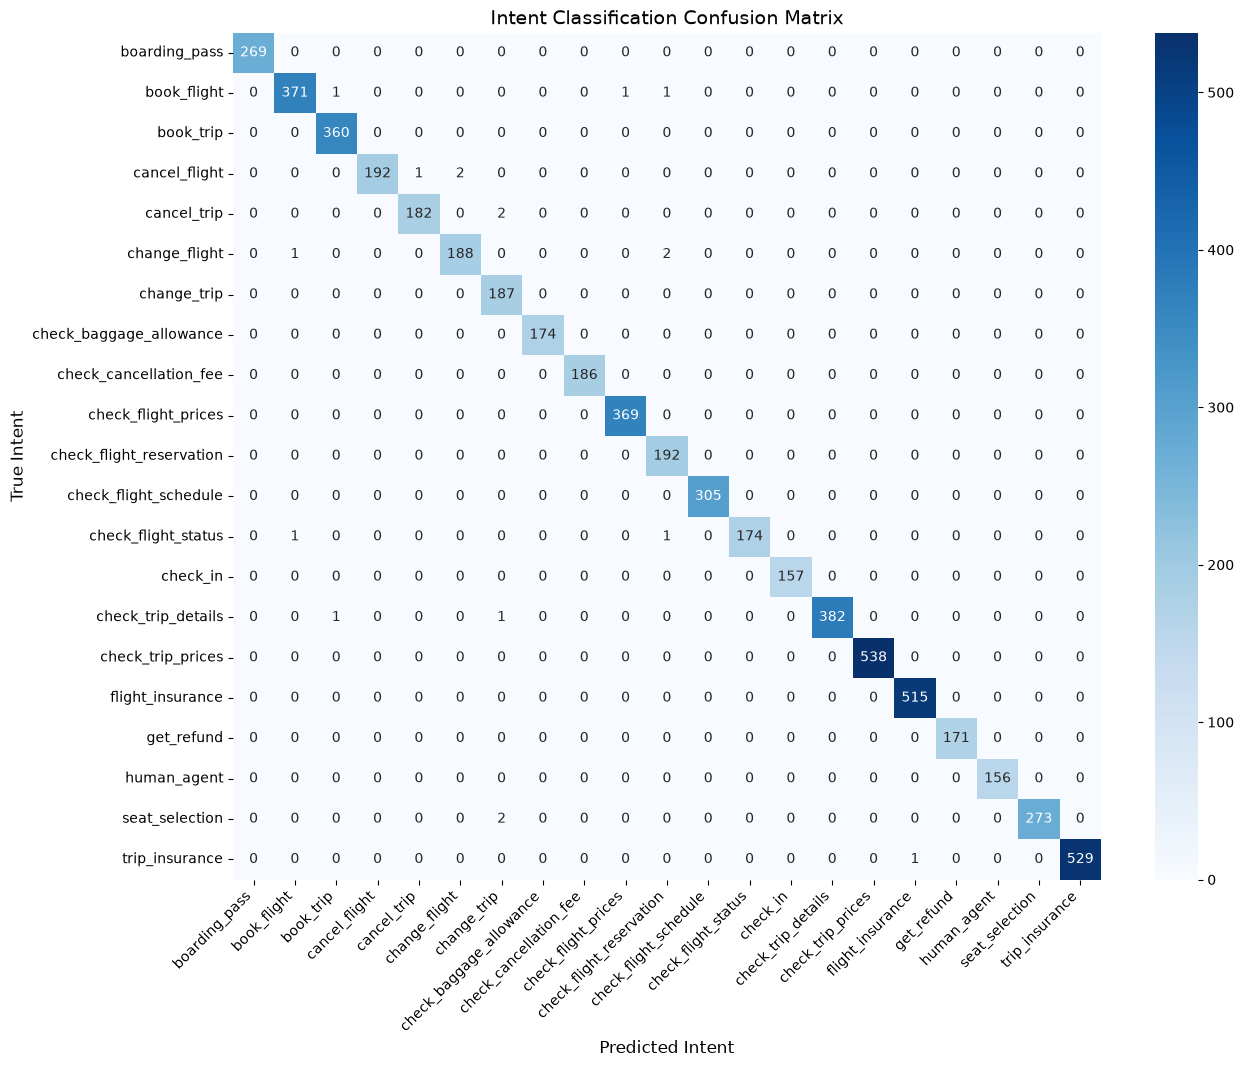 Intent Classification Confusion Matrix
boarding_pass 269 0 0 0 0 0 0 0 0 0 0 0 0 0 0 0 0 0 0 0 0
book_flight 0 371 1 0 0 0 0 0 0 1 1 0 0 0 0 0 0 0 0 0 0
book_trip 0 0 360 0 0 0 0 0 0 0 0 0 0 0 0 0 0 0 0 0 0
cancel_flight 0 0 0 192 1 2 0 0 0 0 0 0 0 0 0 0 0 0 0 0 0
cancel_trip 0 0 0 0 182 0 2 0 0 0 0 0 0 0 0 0 0 0 0 0 0
change_flight 0 1 0 0 0 188 0 0 0 0 2 0 0 0 0 0 0 0 0 0 0
change_trip 0 0 0 0 0 0 187 0 0 0 0 0 0 0 0 0 0 0 0 0 0
check_baggage_allowance 0 0 0 0 0 0 0 174 0 0 0 0 0 0 0 0 0 0 0 0 0
check_cancellation_fee 0 0 0 0 0 0 0 0 186 0 0 0 0 0 0 0 0 0 0 0 0
check_flight_prices 0 0 0 0 0 0 0 0 0 369 0 0 0 0 0 0 0 0 0 0 0
check_flight_reservation 0 0 0 0 0 0 0 0 0 0 192 0 0 0 0 0 0 0 0 0 0
check_flight_schedule 0 0 0 0 0 0 0 0 0 0 0 305 0 0 0 0 0 0 0 0 0
check_flight_status 0 1 0 0 0 0 0 0 0 0 1 0 174 0 0 0 0 0 0 0 0
check_in 0 0 0 0 0 0 0 0 0 0 0 0 0 157 0 0 0 0 0 0 0
check_trip_details 0 0 1 0 0 0 1 0 0 0 0 0 0 0 382 0 0 0 0 0 0
check_trip_prices 0 0 0 0 0 0 0 0 0 0 0 0 0 0 0 538 0 0 0 0 0
flight_insurance 0 0 0 0 0 0 0 0 0 0 0 0 0 0 0 0 515 0 0 0 0
get_refund 0 0 0 0 0 0 0 0 0 0 0 0 0 0 0 0 0 171 0 0 0
human_agent 0 0 0 0 0 0 0 0 0 0 0 0 0 0 0 0 0 0 156 0 0
seat_selection 0 0 0 0 0 0 2 0 0 0 0 0 0 0 0 0 0 0 0 273 0
trip_insurance 0 0 0 0 0 0 0 0 0 0 0 0 0 0 0 0 1 0 0 0 529
True Intent
boarding_pass
book_flight
book_trip
cancel_flight
cancel_trip
change_flight
change_trip
check_baggage_allowance
check_cancellation_fee
check_flight_prices
check_flight_reservation
check_flight_schedule
check_flight_status
check_in
check_trip_details
check_trip_prices
flight_insurance
get_refund
human_agent
seat_selection
trip_insurance
Predicted Intent
500
400
300
200
100
0